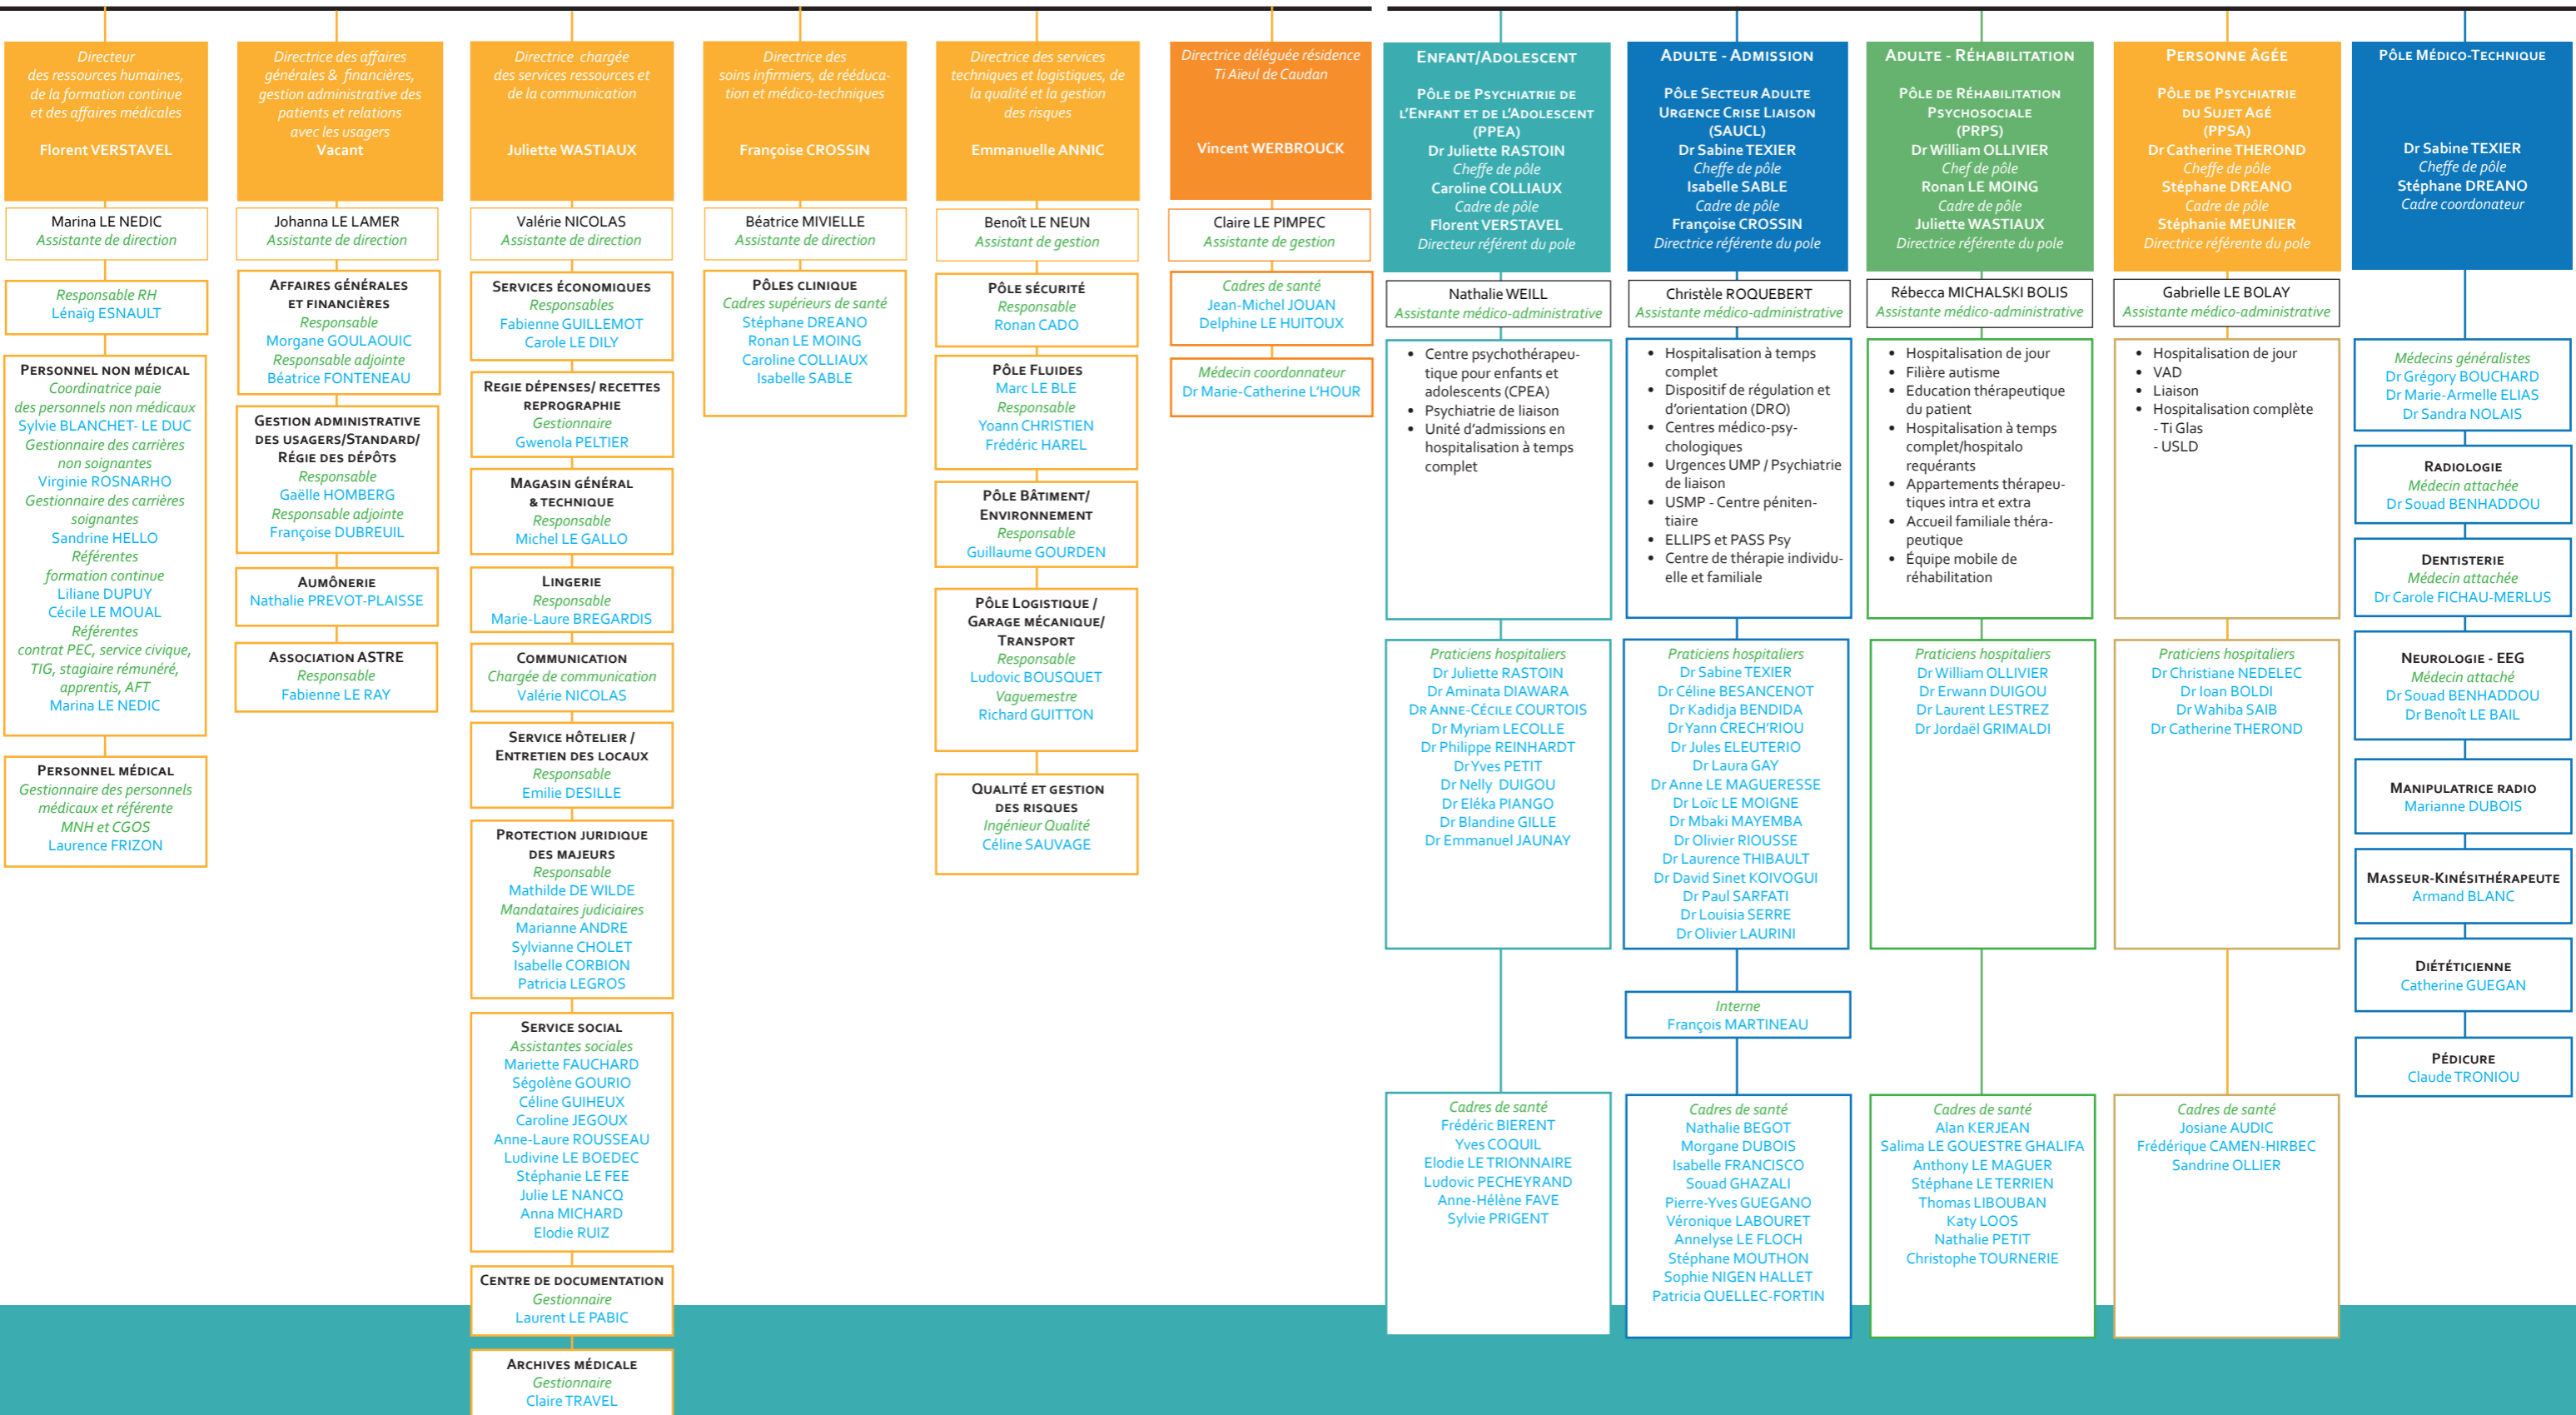 Directeur
des ressources humaines,
de la formation continue
et des affaires médicales
Florent VERSTAVEL
Marina LE NEDIC
Assistante de direction
Responsable RH
Lénaïg ESNAULT
PERSONNEL NON MÉDICAL
Coordinatrice paie
des personnels non médicaux
Sylvie BLANCHET- LE DUC
Gestionnaire des carrières
non soignantes
Virginie ROSNARHO
Gestionnaire des carrières
soignantes
Sandrine HELLO
Référentes
formation continue
Liliane DUPUY
Cécile LE MOUAL
Référentes
contrat PEC, service civique,
TIG, stagiaire rémunéré,
apprentis, AFT
Marina LE NEDIC
PERSONNEL MÉDICAL
Gestionnaire des personnels
médicaux et référente
MNH et CGOS
Laurence FRIZON
Directrice des affaires
générales & financières,
gestion administrative des
patients et relations
avec les usagers
Vacant
Johanna LE LAMER
Assistante de direction
AFFAIRES GÉNÉRALES
ET FINANCIÈRES
Responsable
Morgane GOULAOUIC
Responsable adjointe
Béatrice FONTENEAU
GESTION ADMINISTRATIVE
DES USAGERS/STANDARD/
RÉGIE DES DÉPÔTS
Responsable
Gaëlle HOMBERG
Responsable adjointe
Françoise DUBREUIL
AUMÔNERIE
Nathalie PREVOT-PLAISSE
ASSOCIATION ASTRE
Responsable
Fabienne LE RAY
Directrice chargée
des services ressources et
de la communication
Juliette WASTIAUX
Valérie NICOLAS
Assistante de direction
SERVICES ÉCONOMIQUES
Responsables
Fabienne GUILLEMOT
Carole LE DILY
REGIE DÉPENSES/ RECETTES
REPROGRAPHIE
Gestionnaire
Gwenola PELTIER
MAGASIN GÉNÉRAL
& TECHNIQUE
Responsable
Michel LE GALLO
LINGERIE
Responsable
Marie-Laure BREGARDIS
COMMUNICATION
Chargée de communication
Valérie NICOLAS
SERVICE HÔTELIER /
ENTRETIEN DES LOCAUX
Responsable
Emilie DESILLE
PROTECTION JURIDIQUE
DES MAJEURS
Responsable
Mathilde DE WILDE
Mandataires judiciaires
Marianne ANDRE
Sylvianne CHOLET
Isabelle CORBION
Patricia LEGROS
SERVICE SOCIAL
Assistantes sociales
Mariette FAUCHARD
Ségolène GOURIO
Céline GUIHEUX
Caroline JEGOUX
Anne-Laure ROUSSEAU
Ludivine LE BOEDEC
Stéphanie LE FEE
Julie LE NANCQ
Anna MICHARD
Elodie RUIZ
CENTRE DE DOCUMENTATION
Gestionnaire
Laurent LE PABIC
ARCHIVES MÉDICALE
Gestionnaire
Claire TRAVEL
Directrice des
soins infirmiers, de rééduca-
tion et médico-techniques
Françoise CROSSIN
Béatrice MIVIELLE
Assistante de direction
PÔLES CLINIQUE
Cadres supérieurs de santé
Stéphane DREANO
Ronan LE MOING
Caroline COLLIAUX
Isabelle SABLE
Directrice des services
techniques et logistiques, de
la qualité et la gestion
des risques
Emmanuelle ANNIC
Benoît LE NEUN
Assistant de gestion
PÔLE SÉCURITÉ
Responsable
Ronan CADO
PÔLE FLUIDES
Marc LE BLE
Responsable
Yoann CHRISTIEN
Frédéric HAREL
PÔLE BÂTIMENT/
ENVIRONNEMENT
Responsable
Guillaume GOURDEN
PÔLE LOGISTIQUE /
GARAGE MÉCANIQUE/
TRANSPORT
Responsable
Ludovic BOUSQUET
Vaguemestre
Richard GUITTON
QUALITÉ ET GESTION
DES RISQUES
Ingénieur Qualité
Céline SAUVAGE
Directrice déléguée résidence
Ti Aïeul de Caudan
Vincent WERBROUCK
Claire LE PIMPEC
Assistante de gestion
Cadres de santé
Jean-Michel JOUAN
Delphine LE HUITOUX
Médecin coordonnateur
Dr Marie-Catherine L'HOUR
ENFANT/ADOLESCENT
PÔLE DE PSYCHIATRIE DE
L'ENFANT ET DE L'ADOLESCENT
(PPEA)
Dr Juliette RASTOIN
Cheffe de pôle
Caroline COLLIAUX
Cadre de pôle
Florent VERSTAVEL
Directeur référent du pole
Nathalie WEILL
Assistante médico-administrative
• Centre psychothérapeu-
tique pour enfants et
adolescents (CPEA)
• Psychiatrie de liaison
• Unité d'admissions en
hospitalisation à temps
complet
Praticiens hospitaliers
Dr Juliette RASTOIN
Dr Aminata DIAWARA
DR ANNE-CÉCILE COURTOIS
Dr Myriam LECOLLE
Dr Philippe REINHARDT
Dr Yves PETIT
Dr Nelly DUIGOU
Dr Eléka PIANGO
Dr Blandine GILLE
Dr Emmanuel JAUNAY
Cadres de santé
Frédéric BIERENT
Yves COQUIL
Elodie LE TRIONNAIRE
Ludovic PECHEYRAND
Anne-Hélène FAVE
Sylvie PRIGENT
ADULTE - ADMISSION
PÔLE SECTEUR ADULTE
URGENCE CRISE LIAISON
(SAUCL)
Dr Sabine TEXIER
Cheffe de pôle
Isabelle SABLE
Cadre de pôle
Françoise CROSSIN
Directrice référente du pole
Christèle ROQUEBERT
Assistante médico-administrative
• Hospitalisation à temps
complet
• Dispositif de régulation et
d'orientation (DRO)
• Centres médico-psy-
chologiques
• Urgences UMP / Psychiatrie
de liaison
• USMP - Centre péniten-
tiaire
• ELLIPS et PASS Psy
• Centre de thérapie individu-
elle et familiale
Praticiens hospitaliers
Dr Sabine TEXIER
Dr Céline BESANCENOT
Dr Kadidja BENDIDA
Dr Yann CRECH'RIOU
Dr Jules ELEUTERIO
Dr Laura GAY
Dr Anne LE MAGUERESSE
Dr Loïc LE MOIGNE
Dr Mbaki MAYEMBA
Dr Olivier RIOUSSE
Dr Laurence THIBAULT
Dr David Sinet KOIVOGUI
Dr Paul SARFATI
Dr Louisia SERRE
Dr Olivier LAURINI
Interne
François MARTINEAU
Cadres de santé
Nathalie BEGOT
Morgane DUBOIS
Isabelle FRANCISCO
Souad GHAZALI
Pierre-Yves GUEGANO
Véronique LABOURET
Annelyse LE FLOCH
Stéphane MOUTHON
Sophie NIGEN HALLET
Patricia QUELLEC-FORTIN
ADULTE - RÉHABILITATION
PÔLE DE RÉHABILITATION
PSYCHOSOCIALE
(PRPS)
Dr William OLLIVIER
Chef de pôle
Ronan LE MOING
Cadre de pôle
Juliette WASTIAUX
Directrice référente du pole
Rébecca MICHALSKI BOLIS
Assistante médico-administrative
• Hospitalisation de jour
• Filière autisme
• Education thérapeutique
du patient
• Hospitalisation à temps
complet/hospitalo
requérants
• Appartements thérapeu-
tiques intra et extra
• Accueil familiale théra-
peutique
• Équipe mobile de
réhabilitation
Praticiens hospitaliers
Dr William OLLIVIER
Dr Erwann DUIGOU
Dr Laurent LESTREZ
Dr Jordaël GRIMALDI
Cadres de santé
Alan KERJEAN
Salima LE GOUESTRE GHALIFA
Anthony LE MAGUER
Stéphane LE TERRIEN
Thomas LIBOUBAN
Katy LOOS
Nathalie PETIT
Christophe TOURNERIE
PERSONNE ÂGÉE
PÔLE DE PSYCHIATRIE
DU SUJET AGÉ
(PPSA)
Dr Catherine THEROND
Cheffe de pôle
Stéphane DREANO
Cadre de pôle
Stéphanie MEUNIER
Directrice référente du pole
Gabrielle LE BOLAY
Assistante médico-administrative
• Hospitalisation de jour
• VAD
• Liaison
• Hospitalisation complète
- Ti Glas
- USLD
Praticiens hospitaliers
Dr Christiane NEDELEC
Dr Ioan BOLDI
Dr Wahiba SAIB
Dr Catherine THEROND
Cadres de santé
Josiane AUDIC
Frédérique CAMEN-HIRBEC
Sandrine OLLIER
PÔLE MÉDICO-TECHNIQUE
Dr Sabine TEXIER
Cheffe de pôle
Stéphane DREANO
Cadre coordonateur
Médecins généralistes
Dr Grégory BOUCHARD
Dr Marie-Armelle ELIAS
Dr Sandra NOLAIS
RADIOLOGIE
Médecin attachée
Dr Souad BENHADDOU
DENTISTERIE
Médecin attachée
Dr Carole FICHAU-MERLUS
NEUROLOGIE - EEG
Médecin attaché
Dr Souad BENHADDOU
Dr Benoît LE BAIL
MANIPULATRICE RADIO
Marianne DUBOIS
MASSEUR-KINÉSITHÉRAPEUTE
Armand BLANC
DIÉTÉTICIENNE
Catherine GUEGAN
PÉDICURE
Claude TRONIOU